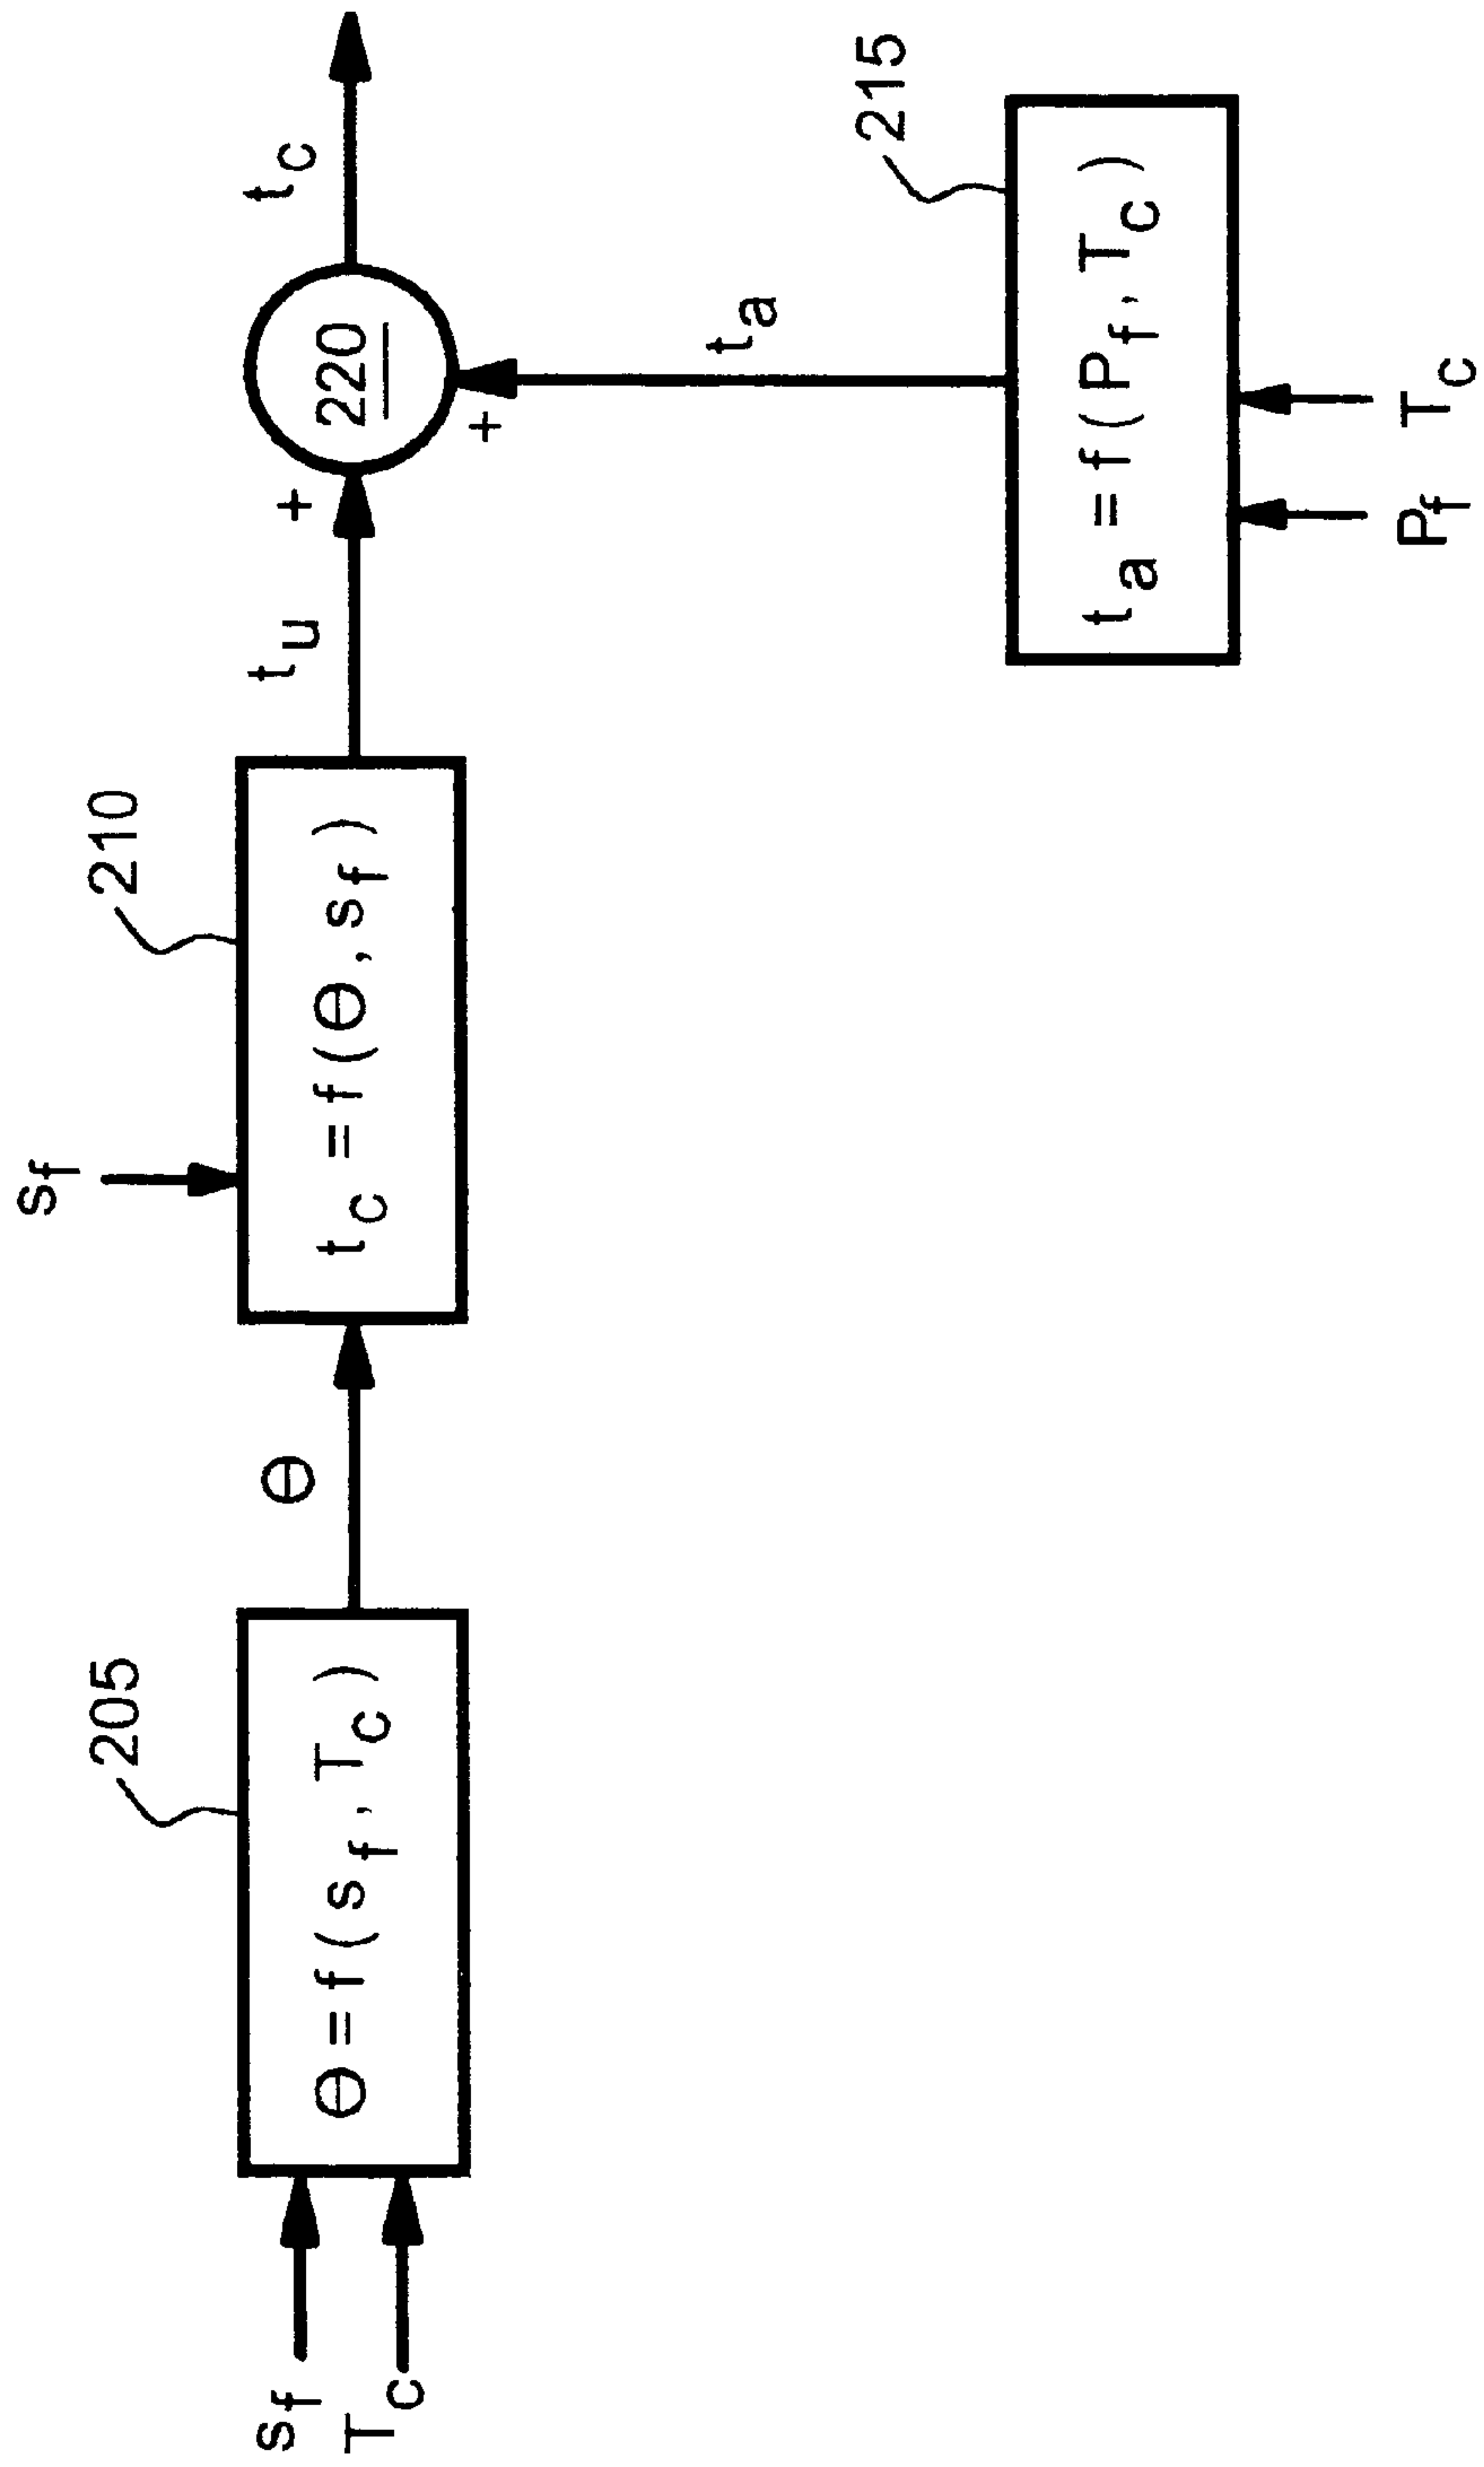 s_f
T_c
205
Θ = f ( s_f , T_c )
Θ
s_f
210
t_c = f ( Θ , s_f )
t_u
+
220
+
t_c
t_a
215
t_a = f ( P_f , T_c )
P_f
T_c